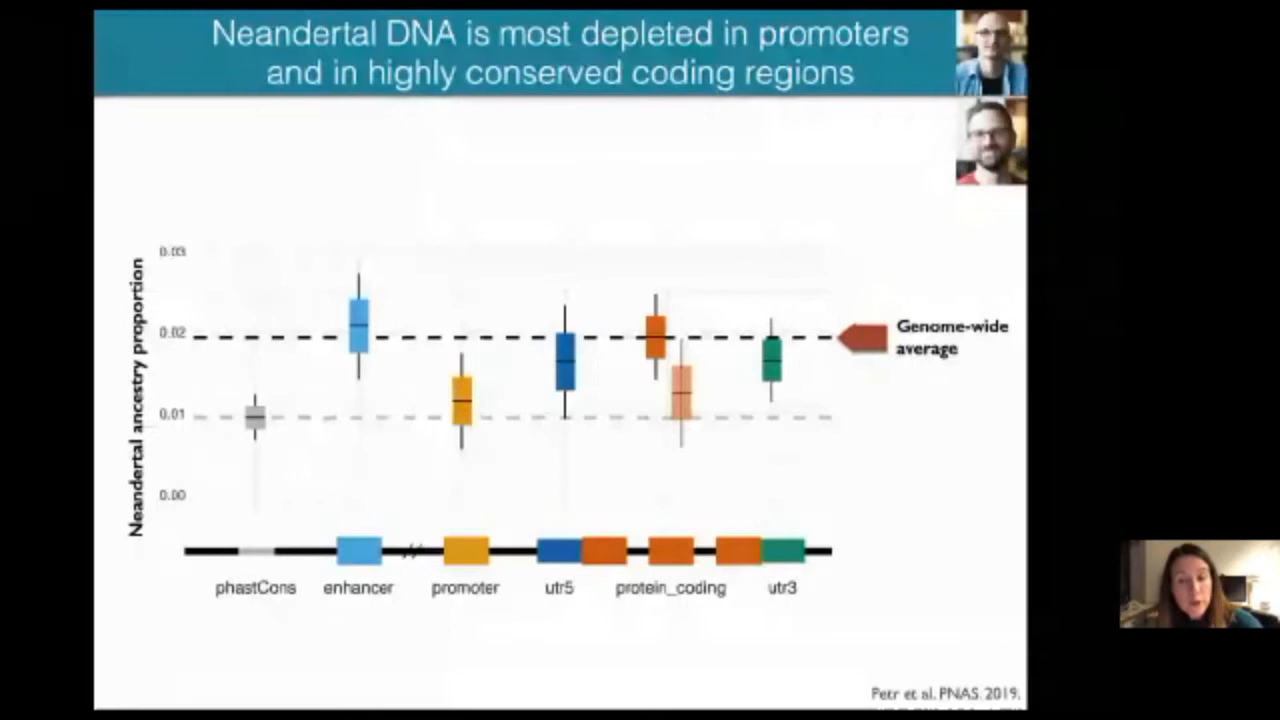 Neandertal DNA is most depleted in promoters
and in highly conserved coding regions
Neandertal ancestry proportion
0.03
0.02
0.01
0.00
Genome-wide
average
phastCons enhancer promoter utr5 protein_coding utr3
Petr et al. PNAS. 2019.